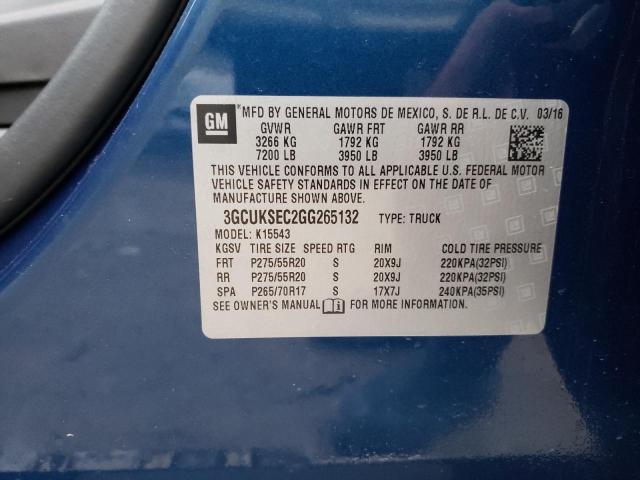 GM
*MFD BY GENERAL MOTORS DE MEXICO, S. DE R.L. DE C.V. 03/16
GVWR GAWR FRT GAWR RR
3266 KG 1792 KG 1792 KG
7200 LB 3950 LB 3950 LB
THIS VEHICLE CONFORMS TO ALL APPLICABLE U.S. FEDERAL MOTOR
VEHICLE SAFETY STANDARDS IN EFFECT ON THE DATE OF
MANUFACTURE SHOWN ABOVE.
3GCUKSEC2GG265132 TYPE: TRUCK
MODEL: K15543
KGSV TIRE SIZE SPEED RTG RIM COLD TIRE PRESSURE
FRT P275/55R20 S 20X9J 220KPA(32PSI)
RR P275/55R20 S 20X9J 220KPA(32PSI)
SPA P265/70R17 S 17X7J 240KPA(35PSI)
SEE OWNER'S MANUAL FOR MORE INFORMATION.